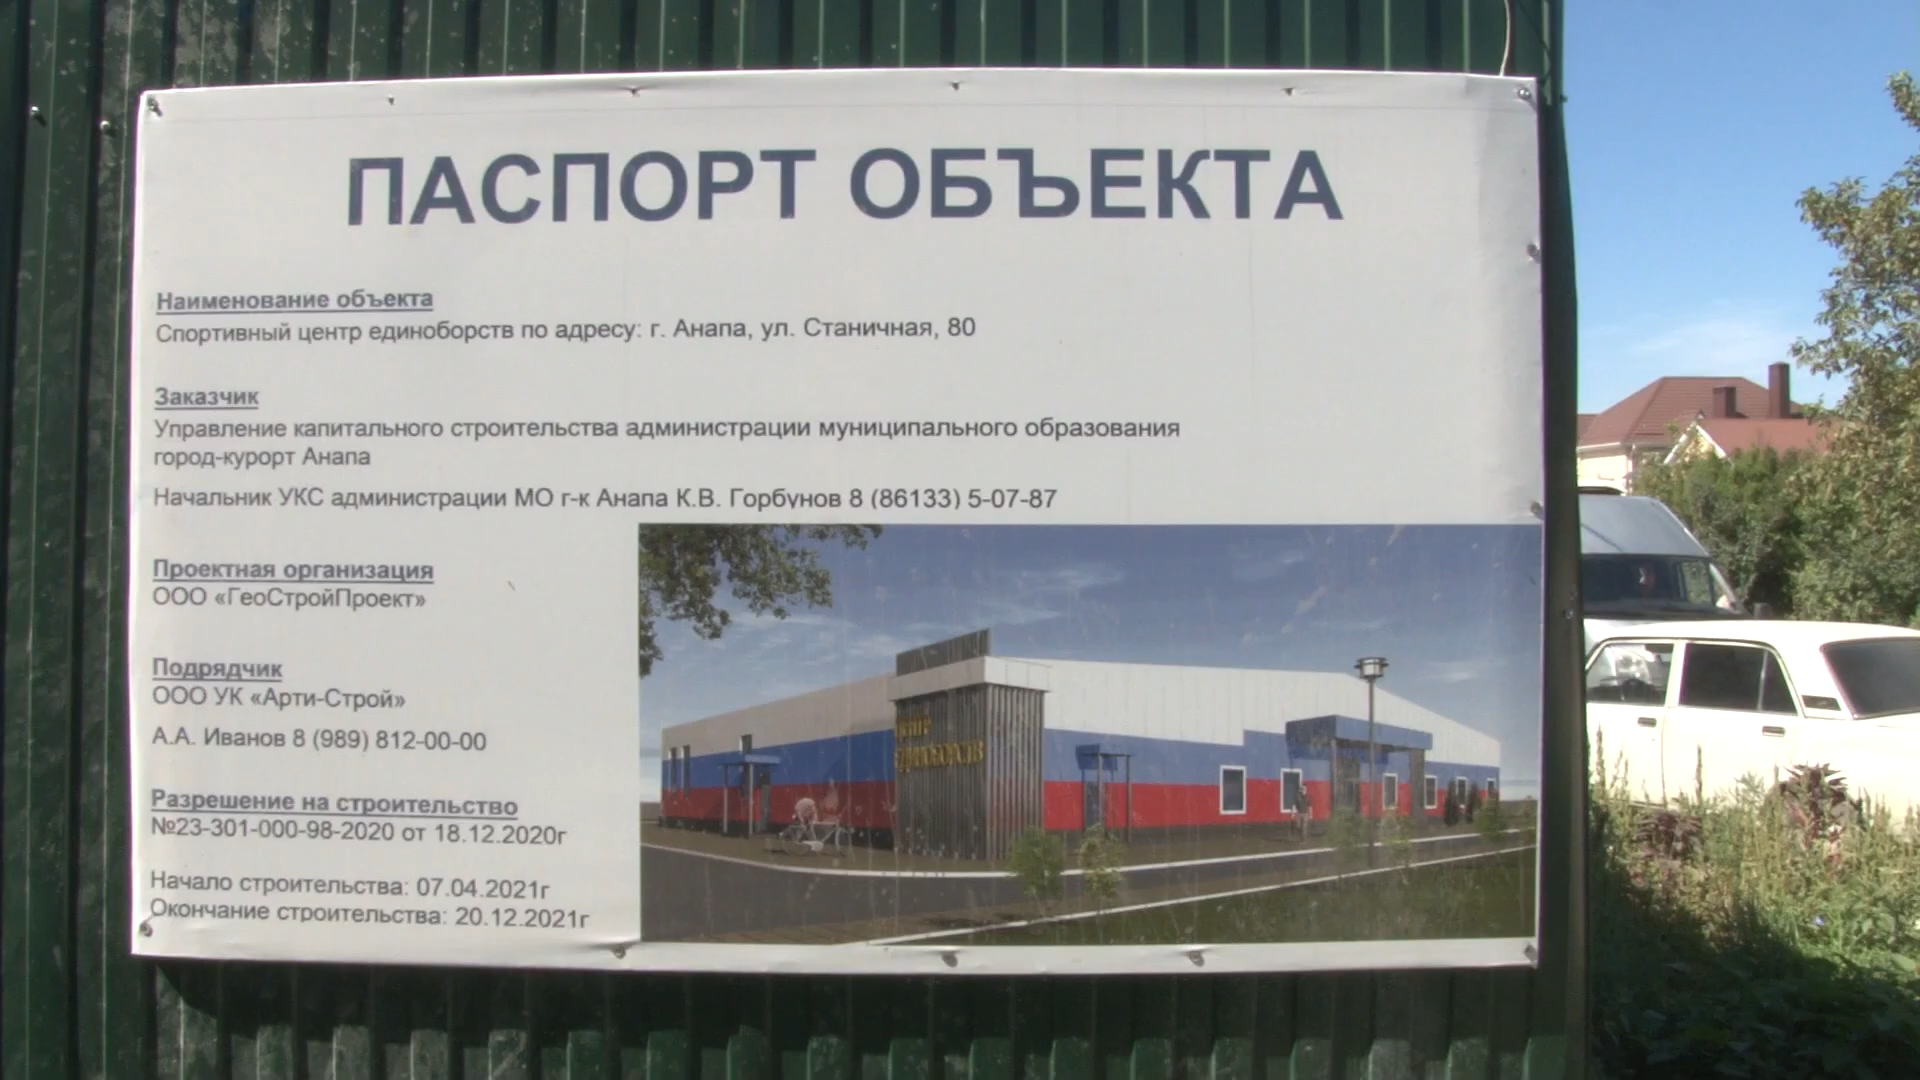 ПАСПОРТ ОБЪЕКТА
Наименование объекта
Спортивный центр единоборств по адресу: г. Анапа, ул. Станичная, 80
Заказчик
Управление капитального строительства администрации муниципального образования
город-курорт Анапа
Начальник УКС администрации МО г-к Анапа К.В. Горбунов 8 (86133) 5-07-87
Проектная организация
ООО «ГеоСтройПроект»
Подрядчик
ООО УК «Арти-Строй»
А.А. Иванов 8 (989) 812-00-00
Разрешение на строительство
№23-301-000-98-2020 от 18.12.2020г
Начало строительства: 07.04.2021г
Окончание строительства: 20.12.2021г
центр
единоборств